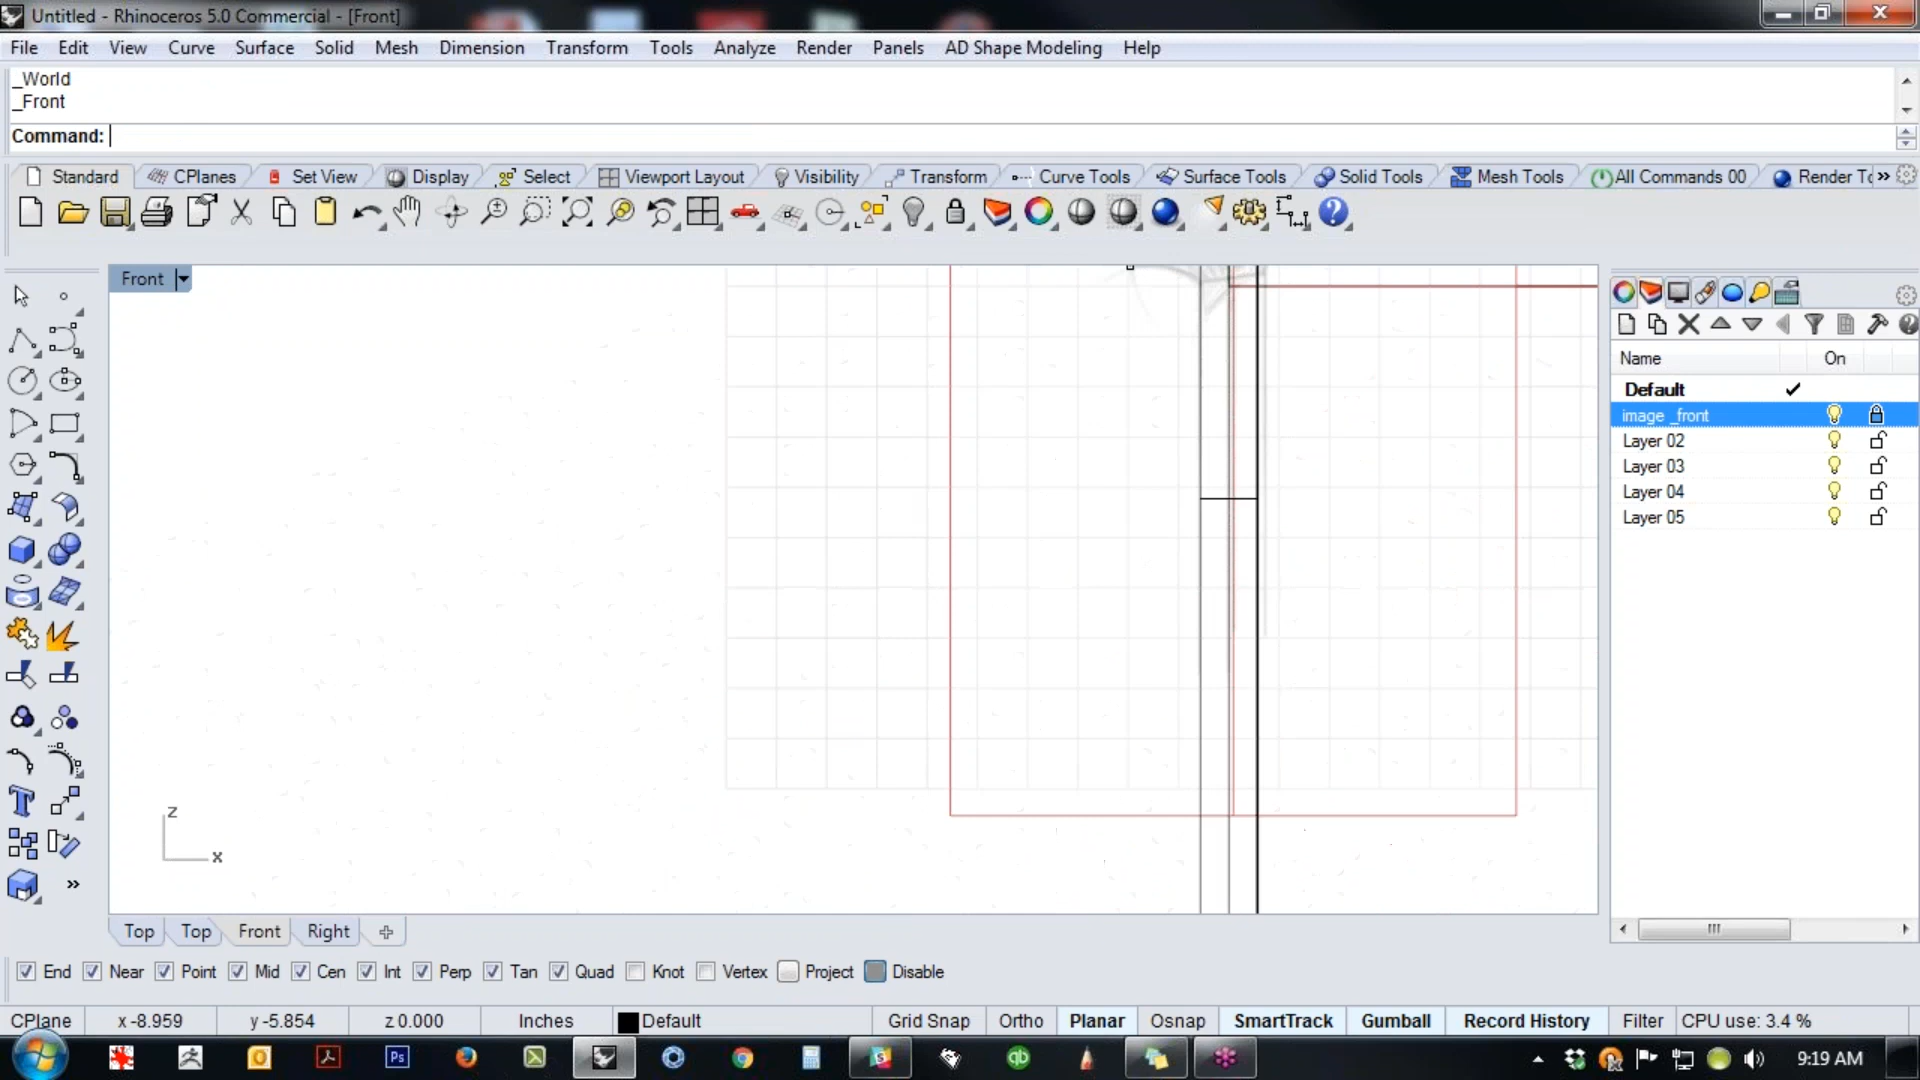 Untitled - Rhinoceros 5.0 Commercial - [Front]
File Edit View Curve Surface Solid Mesh Dimension Transform Tools Analyze Render Panels AD Shape Modeling Help
_World
_Front
Command:
Standard CPlanes Set View Display Select Viewport Layout Visibility Transform Curve Tools Surface Tools Solid Tools Mesh Tools All Commands 00 Render To »
Front
Name On
Default
image _front
Layer 02
Layer 03
Layer 04
Layer 05
z
x
Top Top Front Right
End Near Point Mid Cen Int Perp Tan Quad Knot Vertex Project Disable
CPlane x -8.959 y -5.854 z 0.000 Inches Default Grid Snap Ortho Planar Osnap SmartTrack Gumball Record History Filter CPU use: 3.4 %
Ps qb 9:19 AM